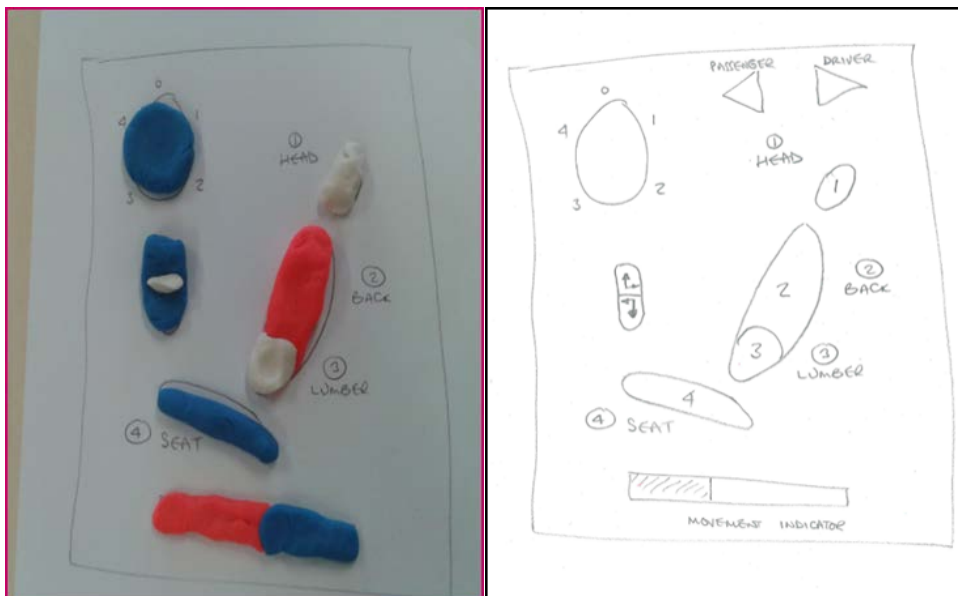 0
4
1
3
2
①
HEAD
②
BACK
③
LUMBER
④ SEAT
PASSENGER
DRIVER
0
4
1
3
2
①
HEAD
1
2
②
BACK
3
③
LUMBER
4
④ SEAT
MOVEMENT INDICATOR